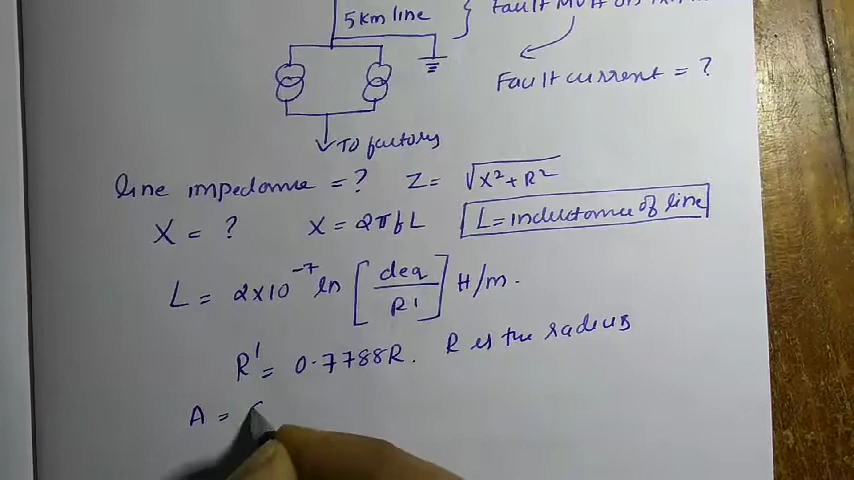 5km line
Fault current = ?
To factory
line impedance = ? Z = √X² + R²
X = ? X = 2πfL L = inductance of line
L = 2×10⁻⁷ ln [deq / R'] H/m.
R' = 0.7788R. R is the radius
A =